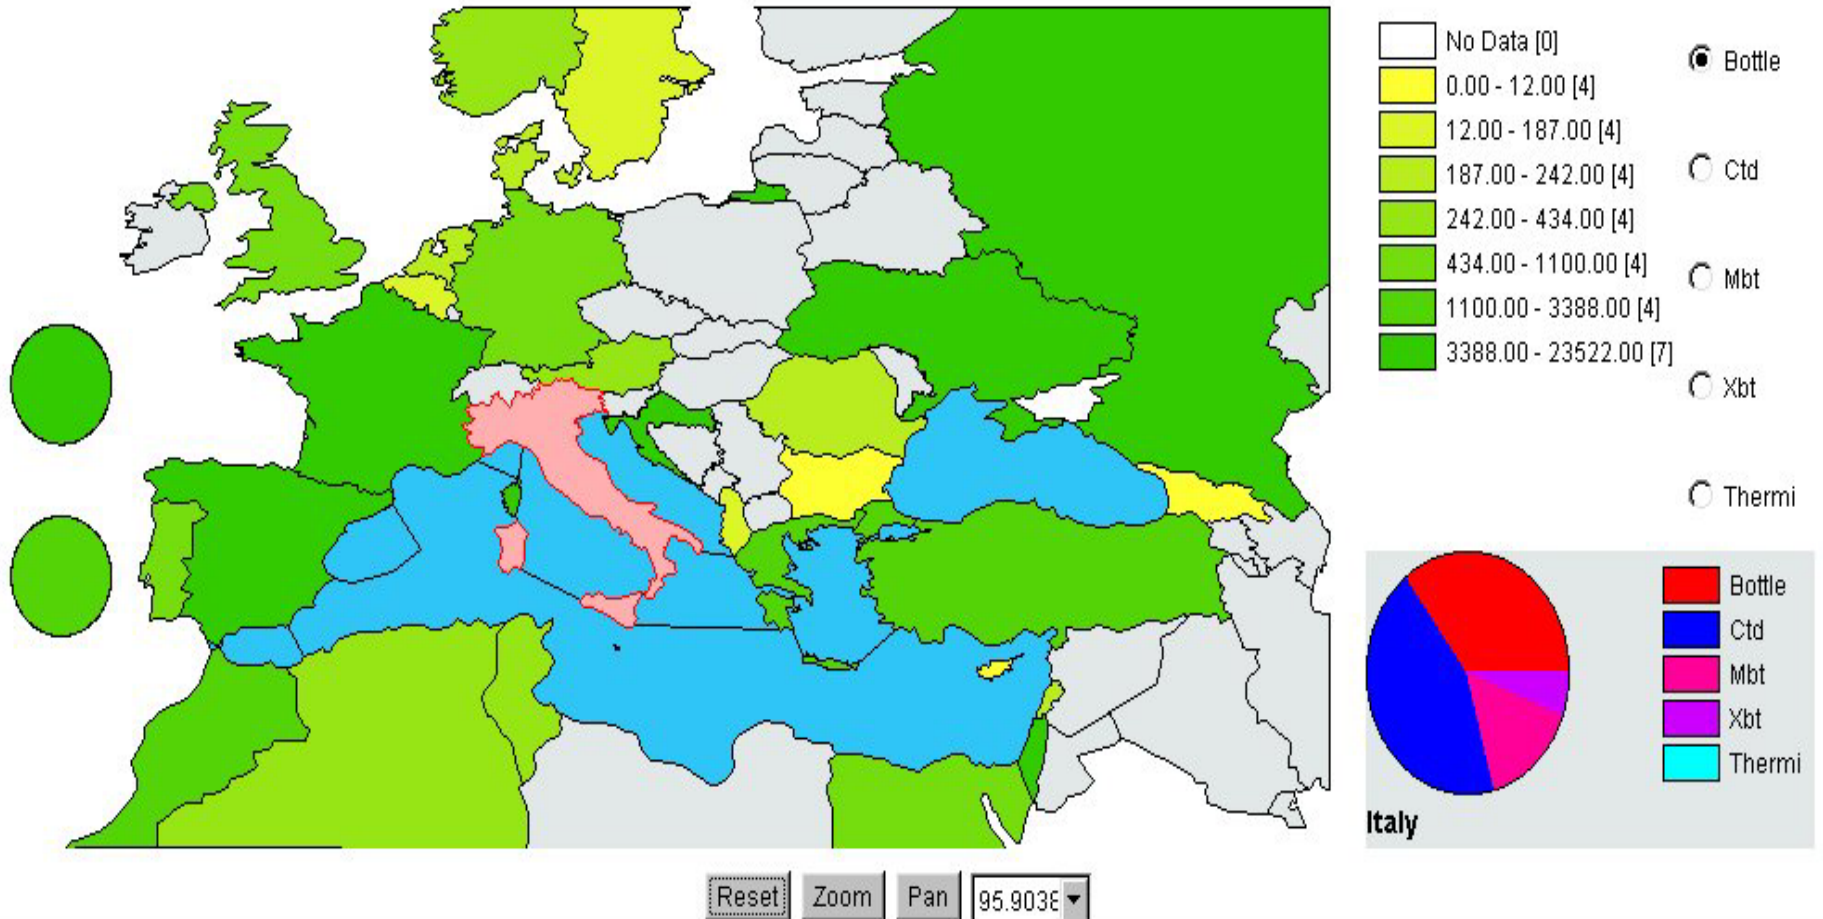 No Data [0]
0.00 - 12.00 [4]
12.00 - 187.00 [4]
187.00 - 242.00 [4]
242.00 - 434.00 [4]
434.00 - 1100.00 [4]
1100.00 - 3388.00 [4]
3388.00 - 23522.00 [7]
Bottle
Ctd
Mbt
Xbt
Thermi
Bottle
Ctd
Mbt
Xbt
Thermi
Italy
Reset Zoom Pan 95.9038